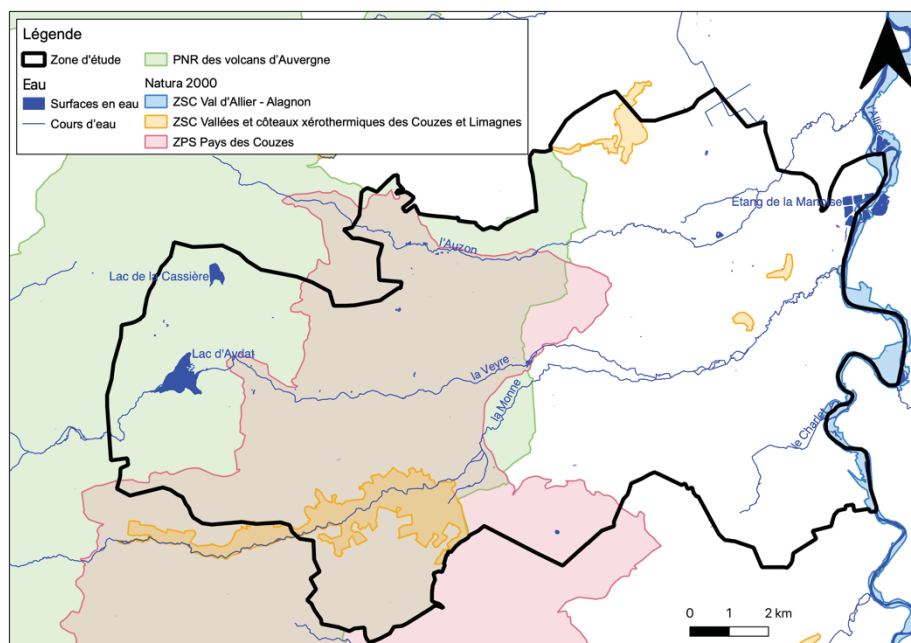 Légende
Zone d'étude
PNR des volcans d'Auvergne
Eau
Natura 2000
Surfaces en eau
ZSC Val d'Allier - Alagnon
Cours d'eau
ZSC Vallées et côteaux xérothermiques des Couzes et Limagnes
ZPS Pays des Couzes
l'Allier
Etang de la Marloise
l'Auzon
Lac de la Cassière
Lac d'Aydat
la Veyre
la Monne
le Charlet
0 1 2 km